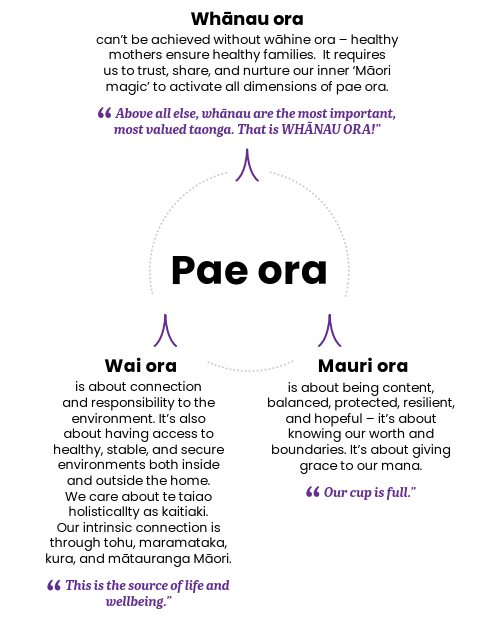 Whānau ora
can't be achieved without wāhine ora – healthy
mothers ensure healthy families. It requires
us to trust, share, and nurture our inner 'Māori
magic' to activate all dimensions of pae ora.
“ Above all else, whānau are the most important,
most valued taonga. That is WHĀNAU ORA!”
Pae ora
Wai ora
is about connection
and responsibility to the
environment. It's also
about having access to
healthy, stable, and secure
environments both inside
and outside the home.
We care about te taiao
holisticallty as kaitiaki.
Our intrinsic connection is
through tohu, maramataka,
kura, and mātauranga Māori.
“ This is the source of life and
wellbeing.”
Mauri ora
is about being content,
balanced, protected, resilient,
and hopeful – it's about
knowing our worth and
boundaries. It's about giving
grace to our mana.
“ Our cup is full.”